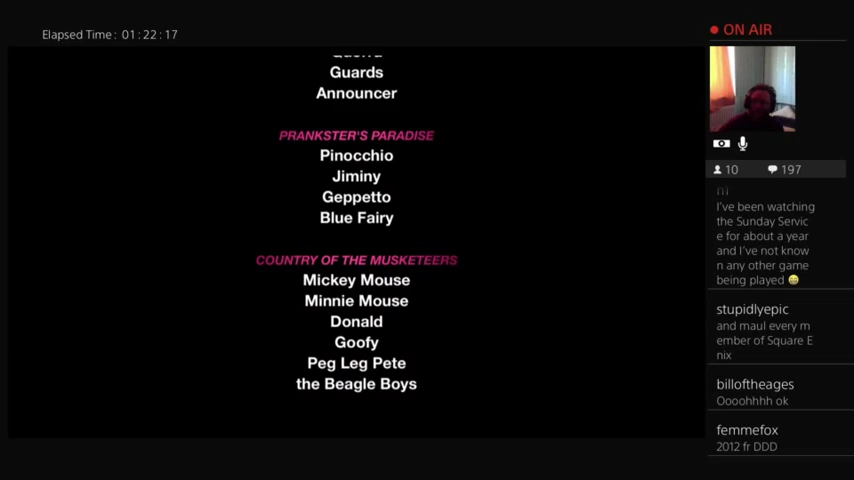 Elapsed Time : 01 : 22 : 17
ON AIR
Guards
Announcer
PRANKSTER'S PARADISE
Pinocchio
Jiminy
Geppetto
Blue Fairy
COUNTRY OF THE MUSKETEERS
Mickey Mouse
Minnie Mouse
Donald
Goofy
Peg Leg Pete
the Beagle Boys
10 197
I've been watching
the Sunday Servic
e for about a year
and I've not know
n any other game
being played 😄
stupidlyepic
and maul every m
ember of Square E
nix
billoftheages
Ooohhhh ok
femmefox
2012 fr DDD